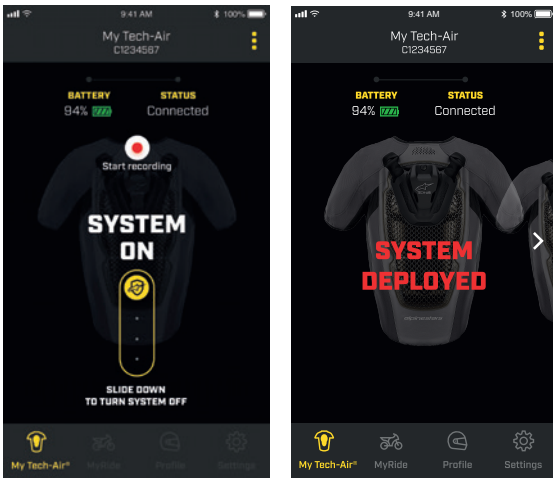 9:41 AM
100%
My Tech-Air
C1234567
BATTERY
STATUS
94%
Connected
Start recording
SYSTEM
ON
SLIDE DOWN
TO TURN SYSTEM OFF
My Tech-Air®
MyRide
Profile
Settings
9:41 AM
100%
My Tech-Air
C1234567
BATTERY
STATUS
94%
Connected
SYSTEM
DEPLOYED
My Tech-Air®
MyRide
Profile
Settings